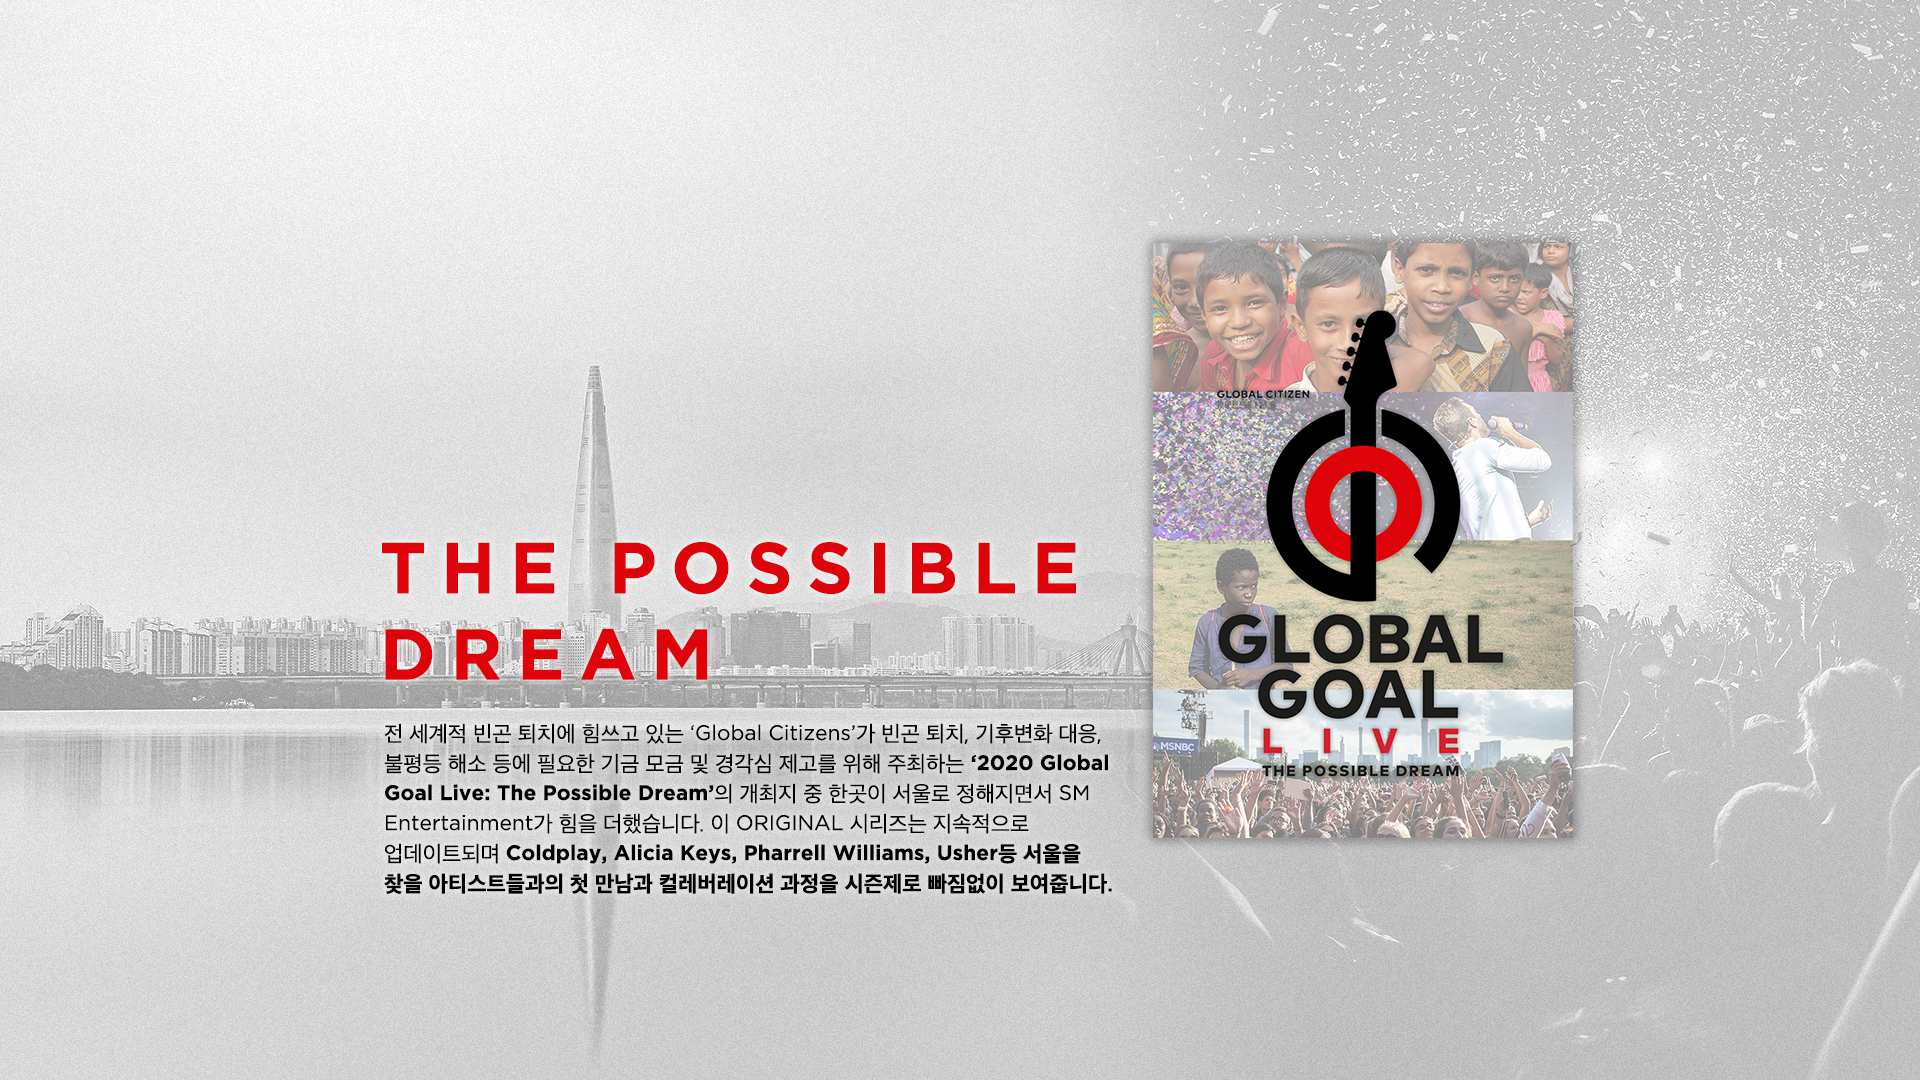 THE POSSIBLE
DREAM
전 세계적 빈곤 퇴치에 힘쓰고 있는 ‘Global Citizens’가 빈곤 퇴치, 기후변화 대응,
불평등 해소 등에 필요한 기금 모금 및 경각심 제고를 위해 주최하는 ‘2020 Global
Goal Live: The Possible Dream’의 개최지 중 한곳이 서울로 정해지면서 SM
Entertainment가 힘을 더했습니다. 이 ORIGINAL 시리즈는 지속적으로
업데이트되며 Coldplay, Alicia Keys, Pharrell Williams, Usher등 서울을
찾을 아티스트들과의 첫 만남과 컬레버레이션 과정을 시즌제로 빠짐없이 보여줍니다.
GLOBAL CITIZEN
GLOBAL
GOAL
LIVE
MSNBC
THE POSSIBLE DREAM